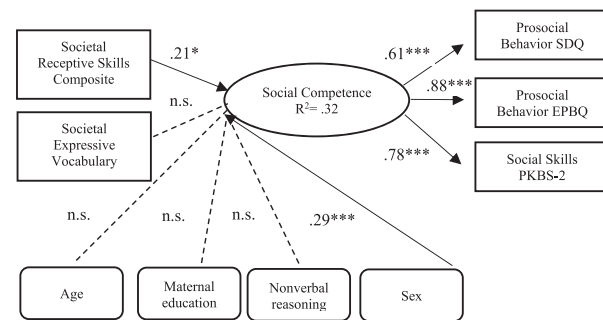 Societal
Receptive Skills
Composite
.21*
Societal
Expressive
Vocabulary
n.s.
Social Competence
R²= .32
.61***
.88***
.78***
Prosocial
Behavior SDQ
Prosocial
Behavior EPBQ
Social Skills
PKBS-2
n.s.
n.s.
n.s.
.29***
Age
Maternal
education
Nonverbal
reasoning
Sex